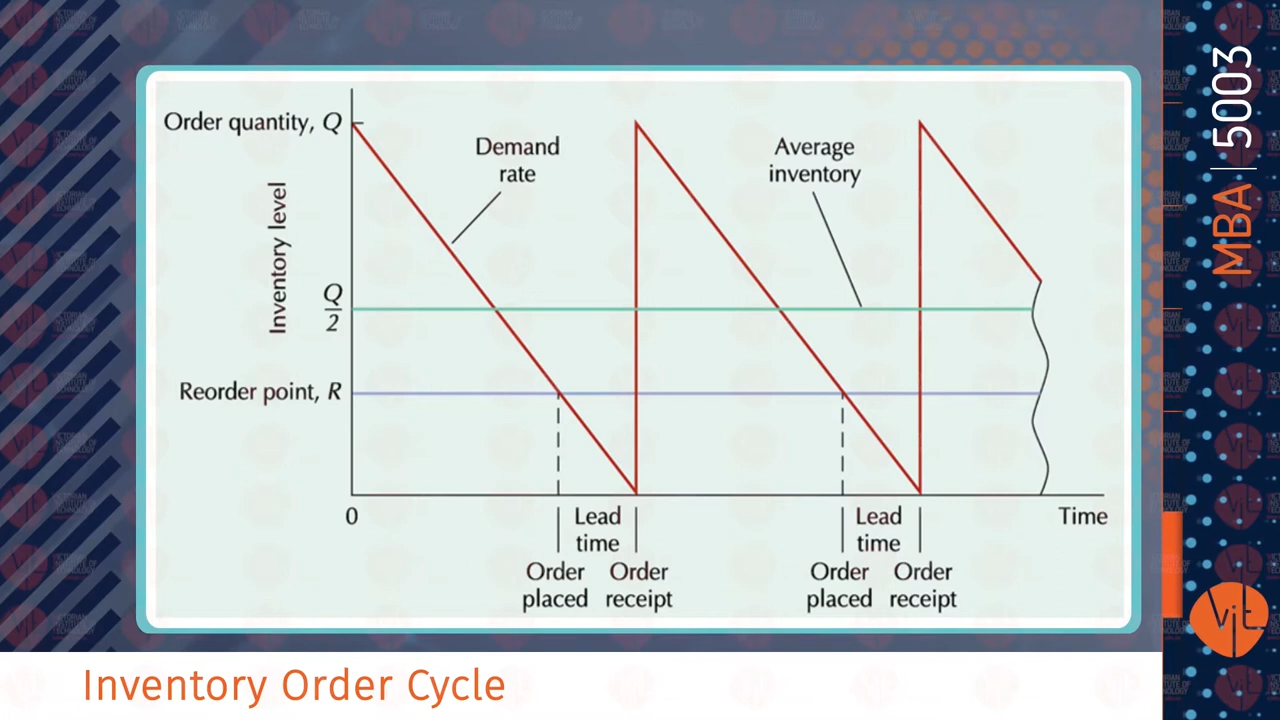 Order quantity, Q
Demand
rate
Average
inventory
Inventory level
Q
2
Reorder point, R
0
Lead
time
Lead
time
Time
Order
placed
Order
receipt
Order
placed
Order
receipt
MBA | 5003
Vit
Inventory Order Cycle